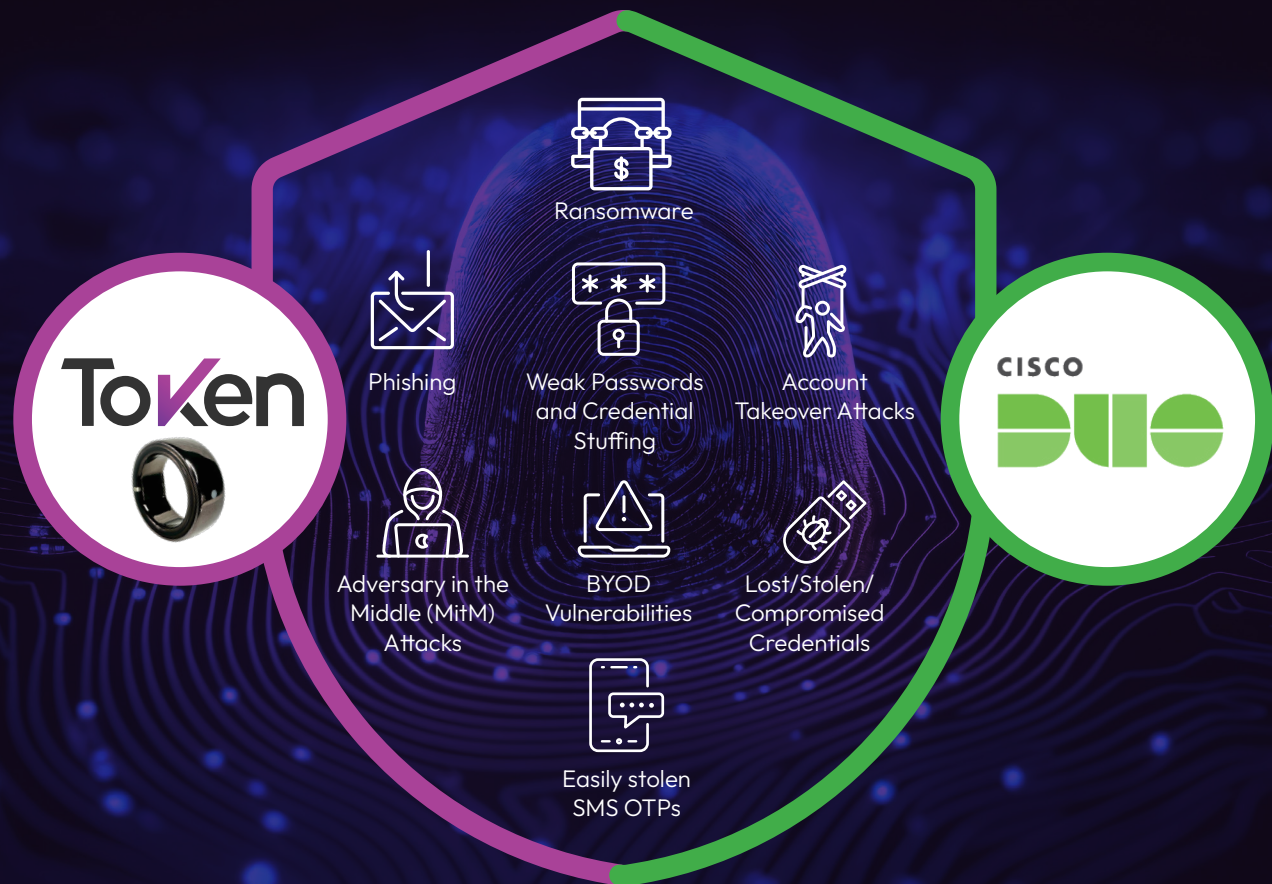 Ransomware
Phishing
Weak Passwords
and Credential
Stuffing
Account
Takeover Attacks
Token
CISCO
DUO
Adversary in the
Middle (MitM)
Attacks
BYOD
Vulnerabilities
Lost/Stolen/
Compromised
Credentials
Easily stolen
SMS OTPs